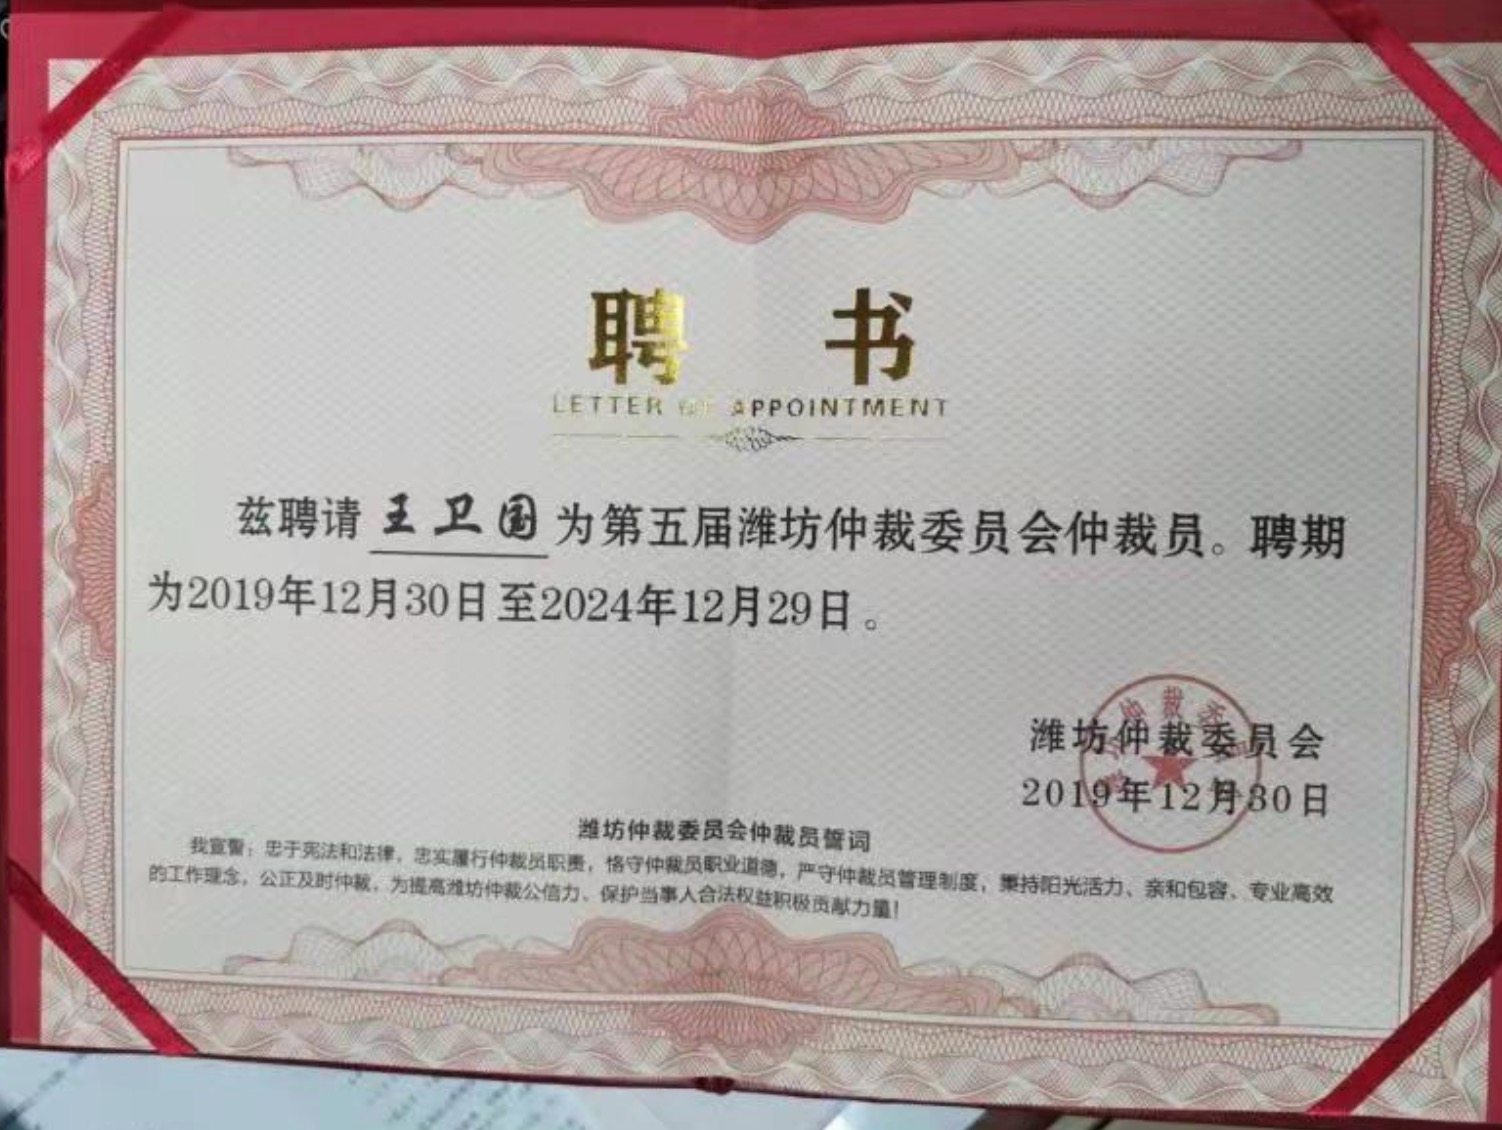 聘 书
LETTER OF APPOINTMENT
兹聘请 王卫国 为第五届潍坊仲裁委员会仲裁员。聘期
为2019年12月30日至2024年12月29日。
潍坊仲裁委员会
2019年12月30日
潍坊仲裁委员会仲裁员誓词
我宣誓：忠于宪法和法律，忠实履行仲裁员职责，恪守仲裁员职业道德，严守仲裁员管理制度，秉持阳光活力、亲和包容、专业高效
的工作理念，公正及时仲裁，为提高潍坊仲裁公信力、保护当事人合法权益积极贡献力量！